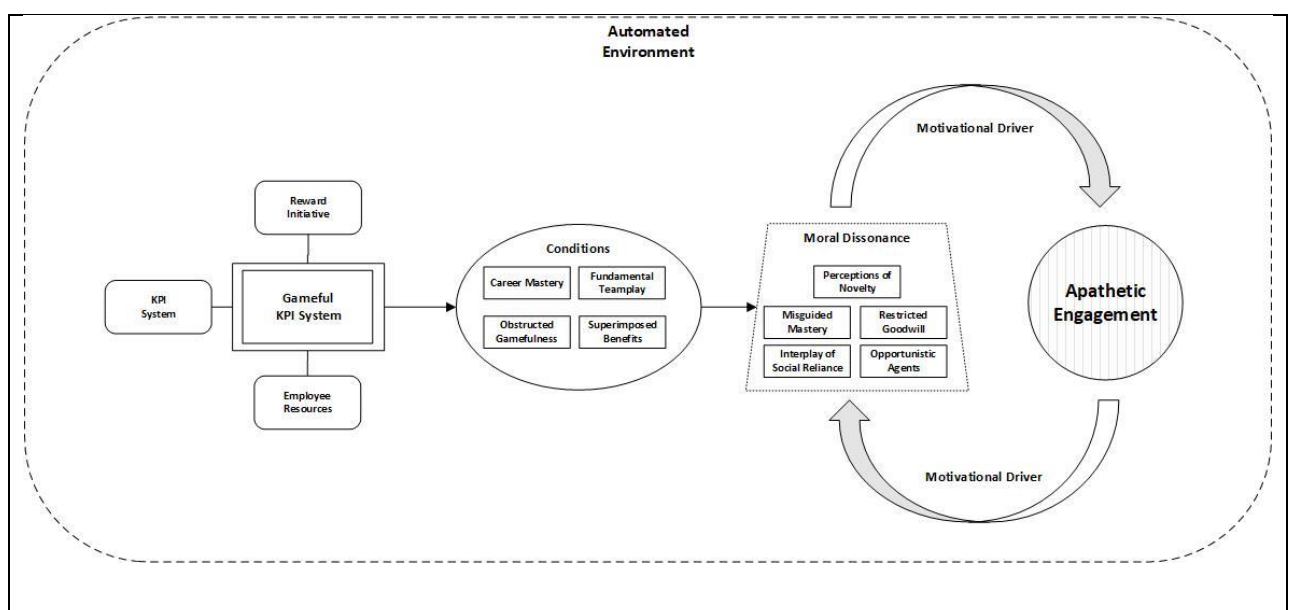 Automated
Environment
Motivational Driver
Reward
Initiative
KPI
System
Gameful
KPI System
Employee
Resources
Conditions
Career Mastery
Fundamental
Teamplay
Obstructed
Gamefulness
Superimposed
Benefits
Moral Dissonance
Perceptions of
Novelty
Misguided
Mastery
Restricted
Goodwill
Interplay of
Social Reliance
Opportunistic
Agents
Apathetic
Engagement
Motivational Driver